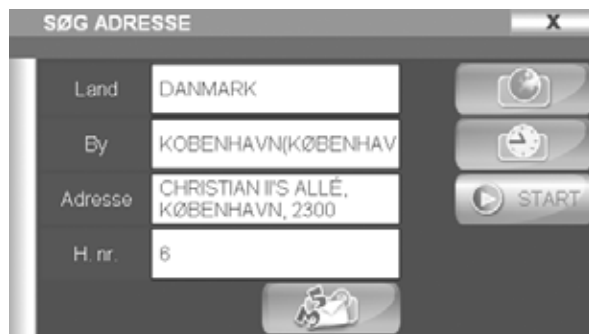 SØG ADRESSE X
Land DANMARK
By KOBENHAVN(KØBENHAV
Adresse CHRISTIAN II'S ALLÉ,
KØBENHAVN, 2300
START
H. nr. 6